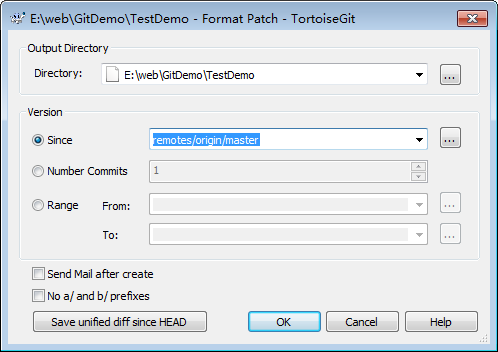 E:\web\GitDemo\TestDemo - Format Patch - TortoiseGit
Output Directory
Directory: E:\web\GitDemo\TestDemo ...
Version
Since remotes/origin/master ...
Number Commits 1
Range From: ...
To: ...
Send Mail after create
No a/ and b/ prefixes
Save unified diff since HEAD OK Cancel Help